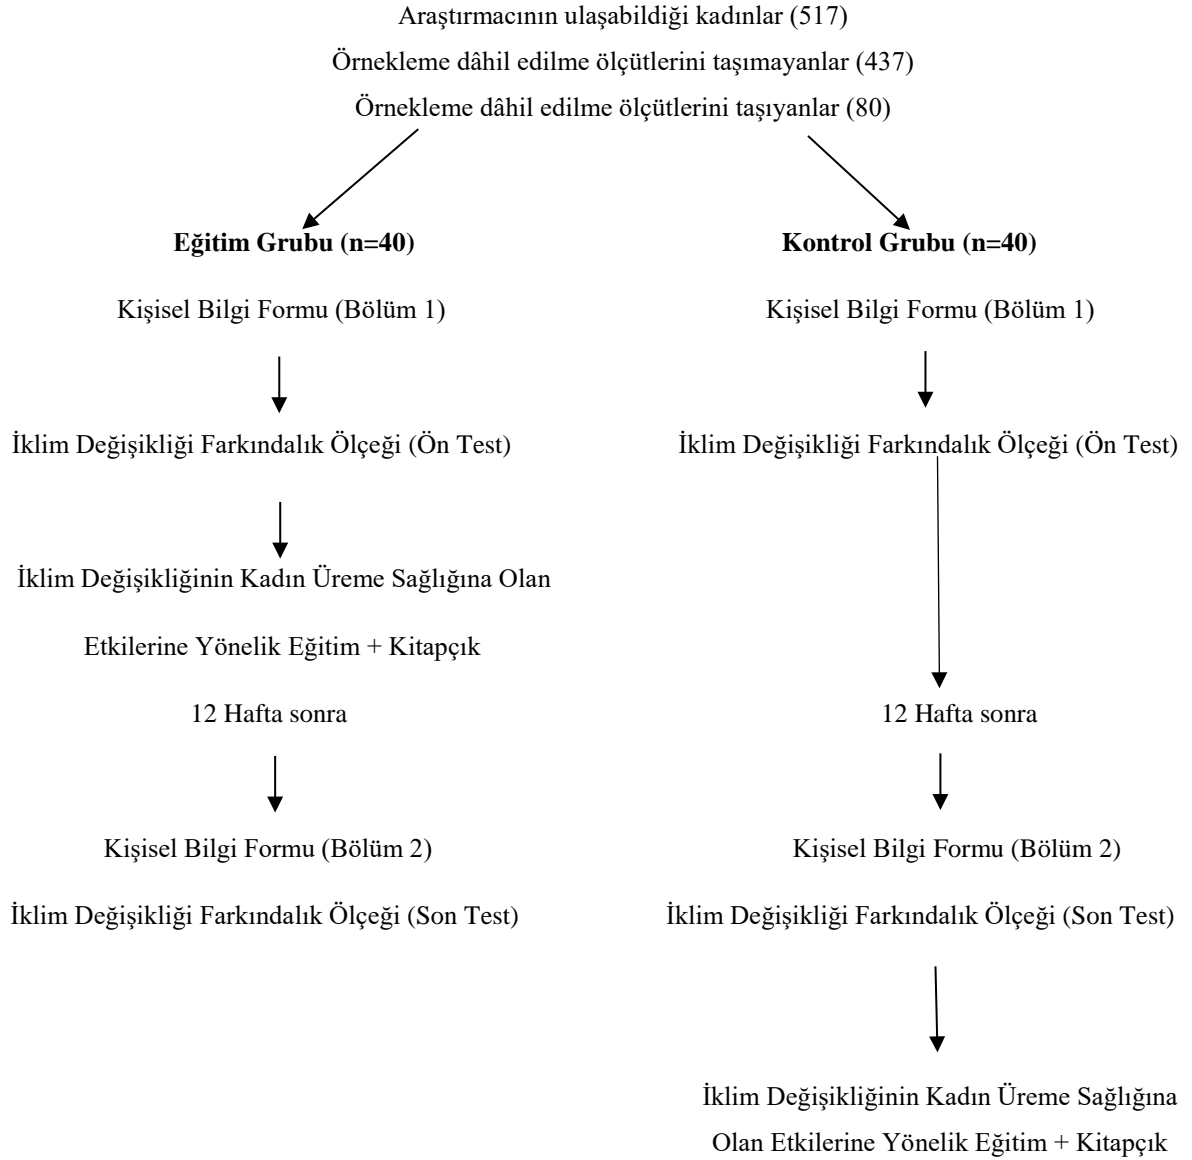 Araştırmacının ulaşabildiği kadınlar (517)
Örnekleme dâhil edilme ölçütlerini taşımayanlar (437)
Örnekleme dâhil edilme ölçütlerini taşıyanlar (80)
Eğitim Grubu (n=40)
Kişisel Bilgi Formu (Bölüm 1)
İklim Değişikliği Farkındalık Ölçeği (Ön Test)
İklim Değişikliğinin Kadın Üreme Sağlığına Olan
Etkilerine Yönelik Eğitim + Kitapçık
12 Hafta sonra
Kişisel Bilgi Formu (Bölüm 2)
İklim Değişikliği Farkındalık Ölçeği (Son Test)
Kontrol Grubu (n=40)
Kişisel Bilgi Formu (Bölüm 1)
İklim Değişikliği Farkındalık Ölçeği (Ön Test)
12 Hafta sonra
Kişisel Bilgi Formu (Bölüm 2)
İklim Değişikliği Farkındalık Ölçeği (Son Test)
İklim Değişikliğinin Kadın Üreme Sağlığına
Olan Etkilerine Yönelik Eğitim + Kitapçık